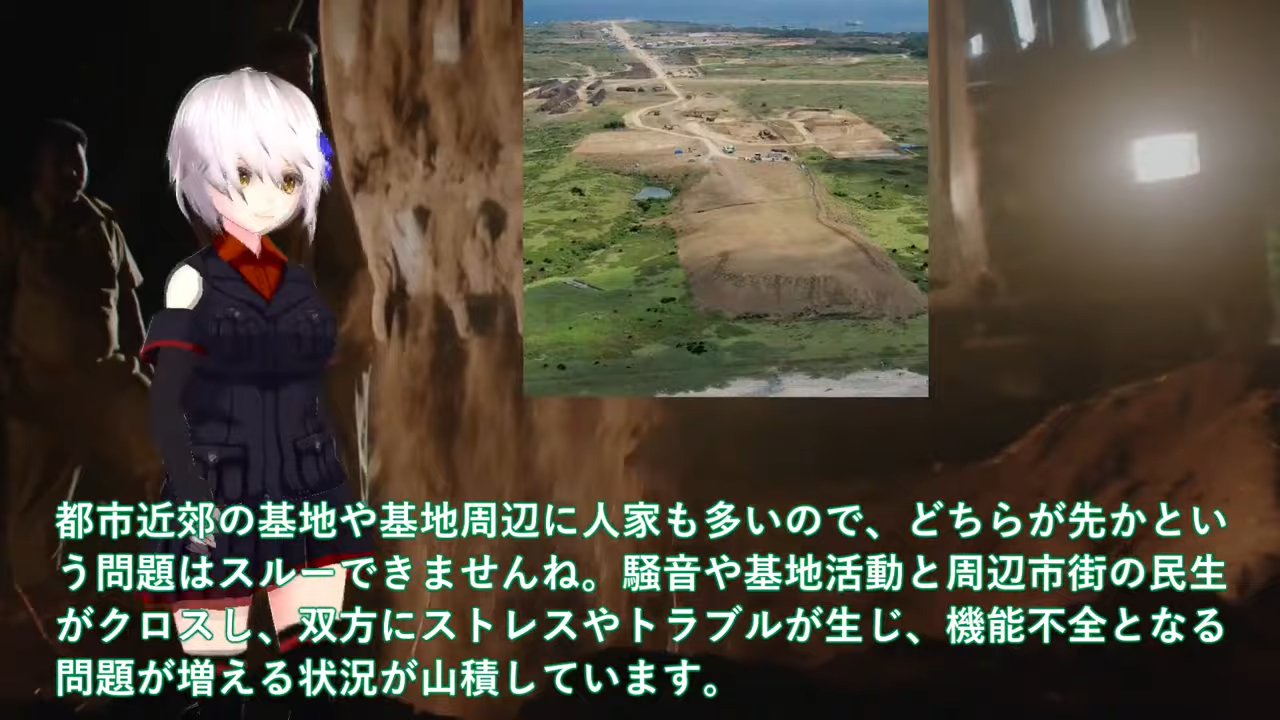 都市近郊の基地や基地周辺に人家も多いので、どちらが先かとい
う問題はスルーできませんね。騒音や基地活動と周辺市街の民生
がクロスし、双方にストレスやトラブルが生じ、機能不全となる
問題が増える状況が山積しています。